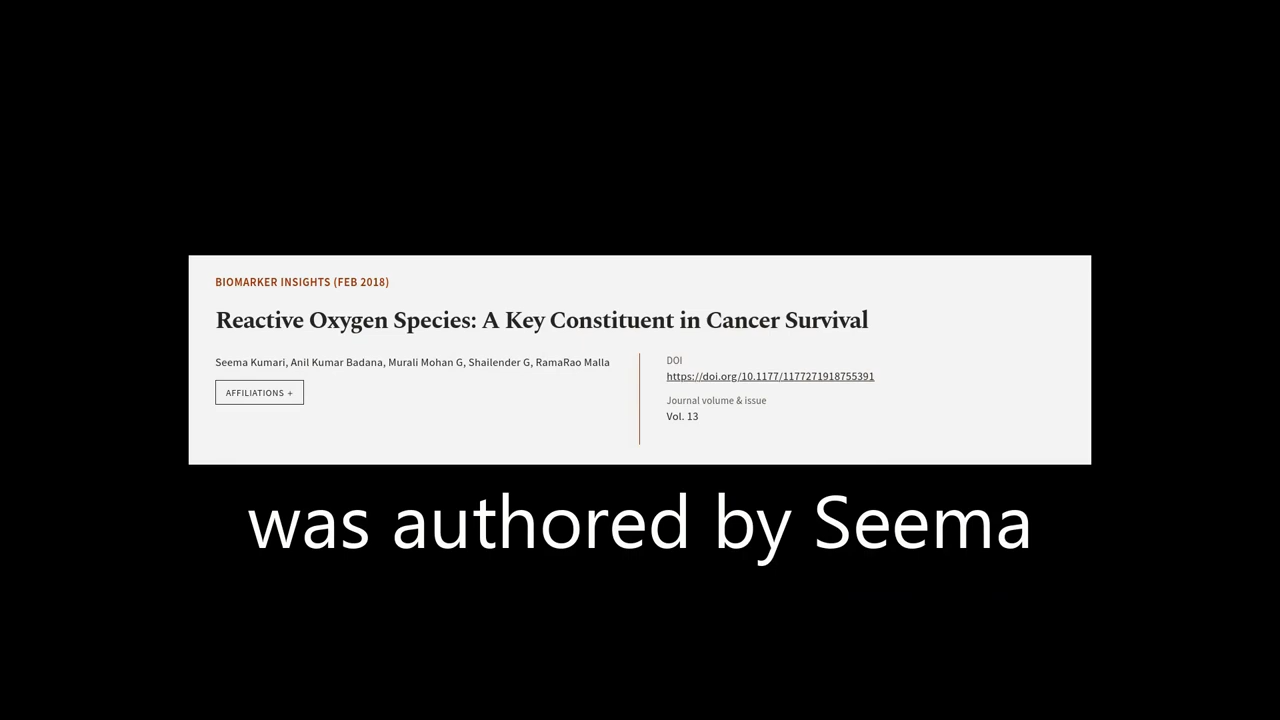 BIOMARKER INSIGHTS (FEB 2018)
Reactive Oxygen Species: A Key Constituent in Cancer Survival
Seema Kumari, Anil Kumar Badana, Murali Mohan G, Shailender G, RamaRao Malla
AFFILIATIONS +
DOI
https://doi.org/10.1177/1177271918755391
Journal volume & issue
Vol. 13
was authored by Seema